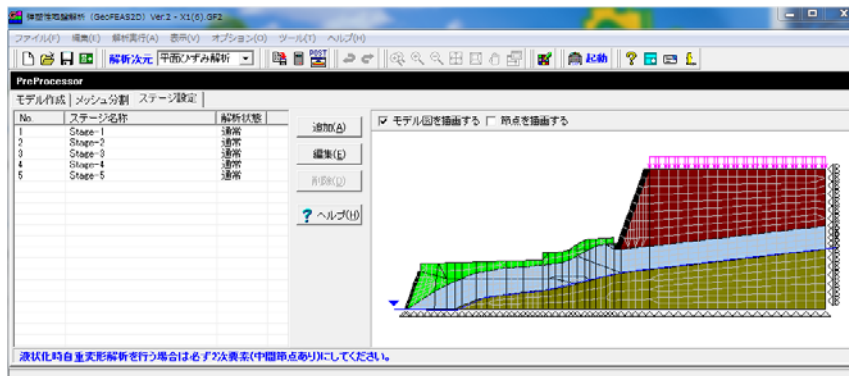 弾塑性地盤解析 (GeoFEAS2D) Ver.2 - X1(6).GF2
ファイル(F) 編集(E) 解析実行(A) 表示(V) オプション(O) ツール(T) ヘルプ(H)
解析次元 平面ひずみ解析 POST 起動
PreProcessor
モデル作成 メッシュ分割 ステージ設定
No. ステージ名称 解析状態
1 Stage-1 通常
2 Stage-2 通常
3 Stage-3 通常
4 Stage-4 通常
5 Stage-5 通常
追加(A)
編集(E)
削除(D)
? ヘルプ(H)
モデル図を描画する 節点を描画する
液状化時自重変形解析を行う場合は必ず2次要素(中間節点あり)にしてください。